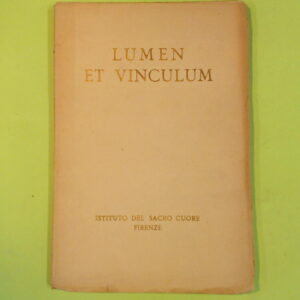 LUMEN
ET VINCULUM
ISTITUTO DEL SACRO CUORE
FIRENZE